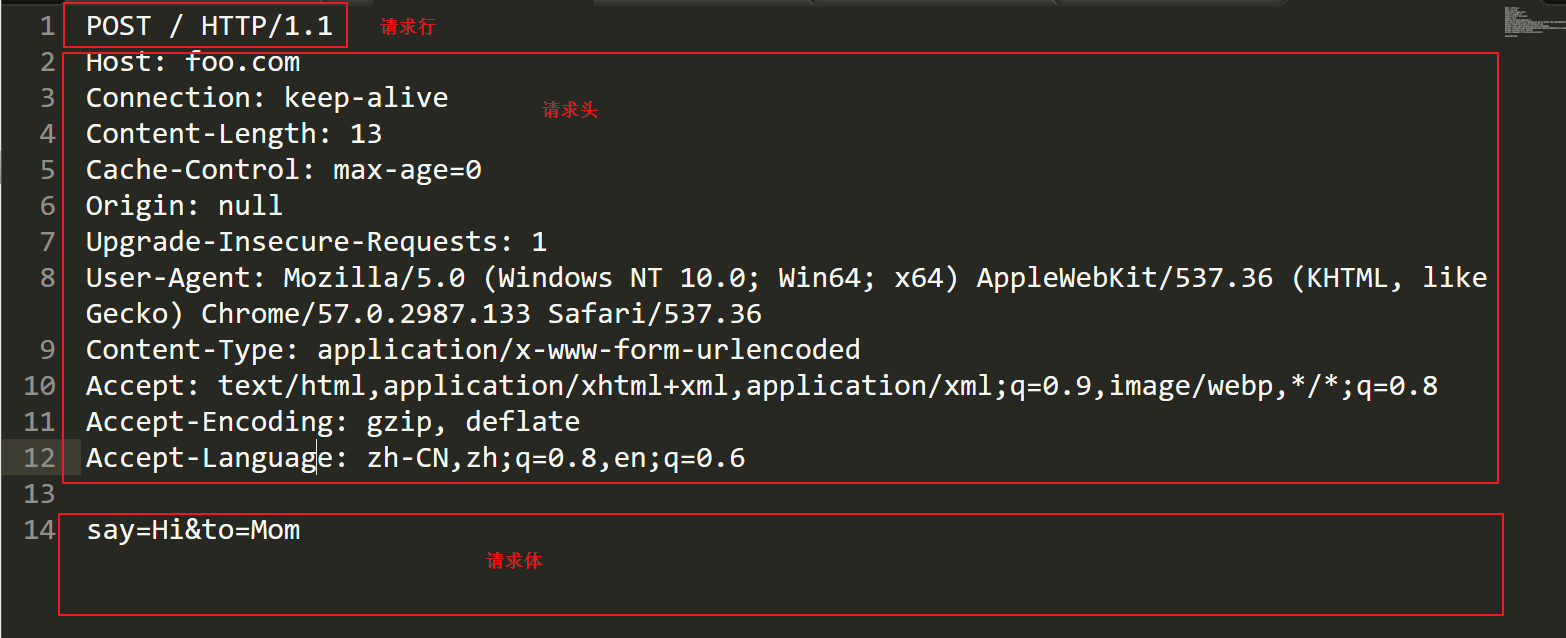 1 POST / HTTP/1.1 请求行
2 Host: foo.com
3 Connection: keep-alive 请求头
4 Content-Length: 13
5 Cache-Control: max-age=0
6 Origin: null
7 Upgrade-Insecure-Requests: 1
8 User-Agent: Mozilla/5.0 (Windows NT 10.0; Win64; x64) AppleWebKit/537.36 (KHTML, like
Gecko) Chrome/57.0.2987.133 Safari/537.36
9 Content-Type: application/x-www-form-urlencoded
10 Accept: text/html,application/xhtml+xml,application/xml;q=0.9,image/webp,*/*;q=0.8
11 Accept-Encoding: gzip, deflate
12 Accept-Language: zh-CN,zh;q=0.8,en;q=0.6
13
14 say=Hi&to=Mom
请求体